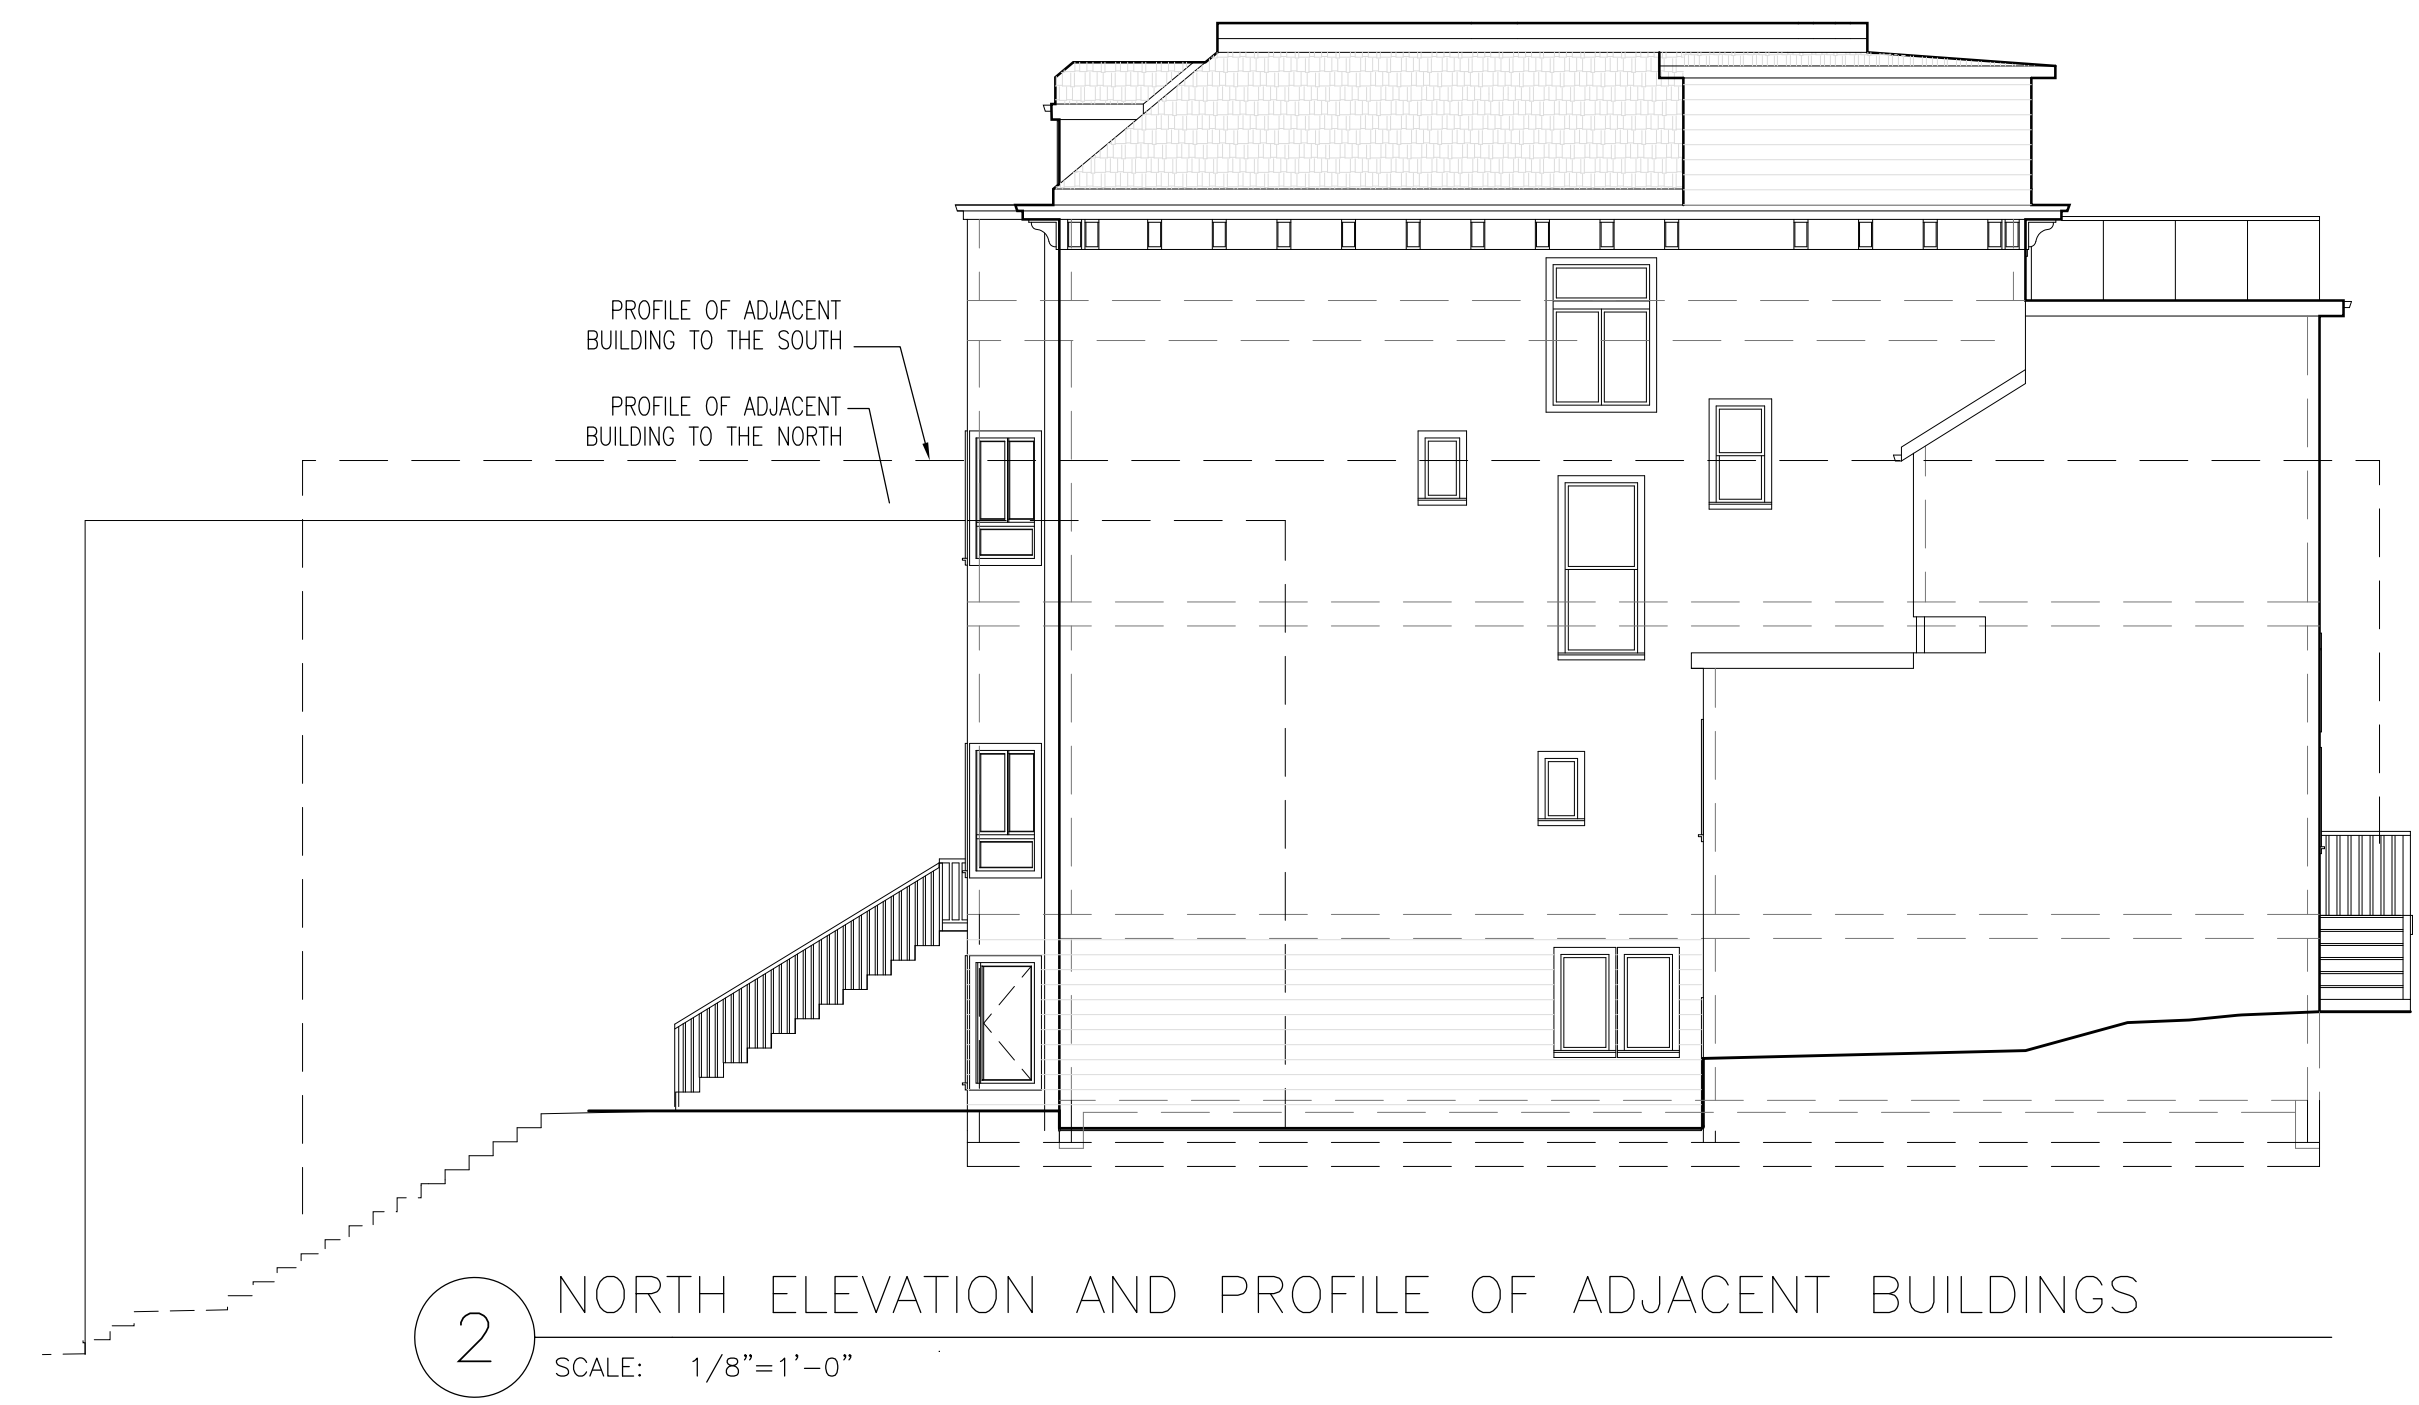 PROFILE OF ADJACENT
BUILDING TO THE SOUTH
PROFILE OF ADJACENT
BUILDING TO THE NORTH
2
NORTH ELEVATION AND PROFILE OF ADJACENT BUILDINGS
SCALE: 1/8"=1'-0"